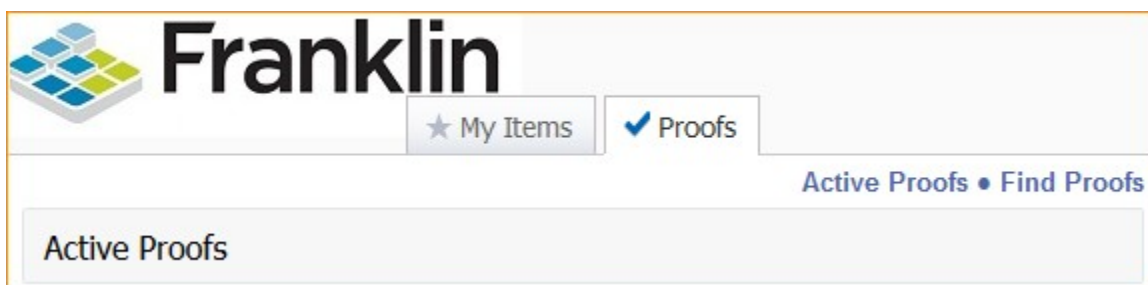 Franklin
My Items
Proofs
Active Proofs • Find Proofs
Active Proofs